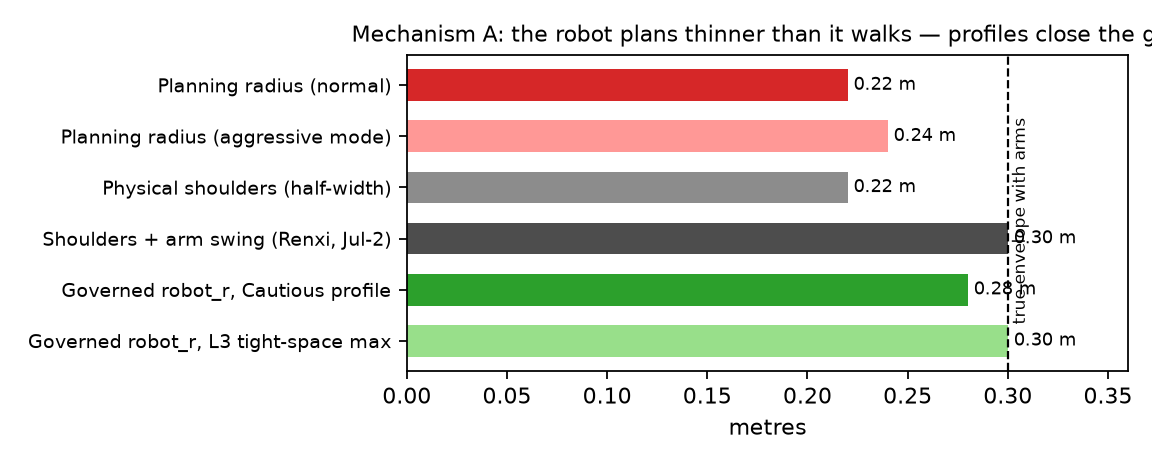 Mechanism A: the robot plans thinner than it walks — profiles close the g
Planning radius (normal)
0.22 m
Planning radius (aggressive mode)
0.24 m
Physical shoulders (half-width)
0.22 m
Shoulders + arm swing (Renxi, Jul-2)
0.30 m
Governed robot_r, Cautious profile
0.28 m
Governed robot_r, L3 tight-space max
0.30 m
true envelope with arms
0.00 0.05 0.10 0.15 0.20 0.25 0.30 0.35
metres